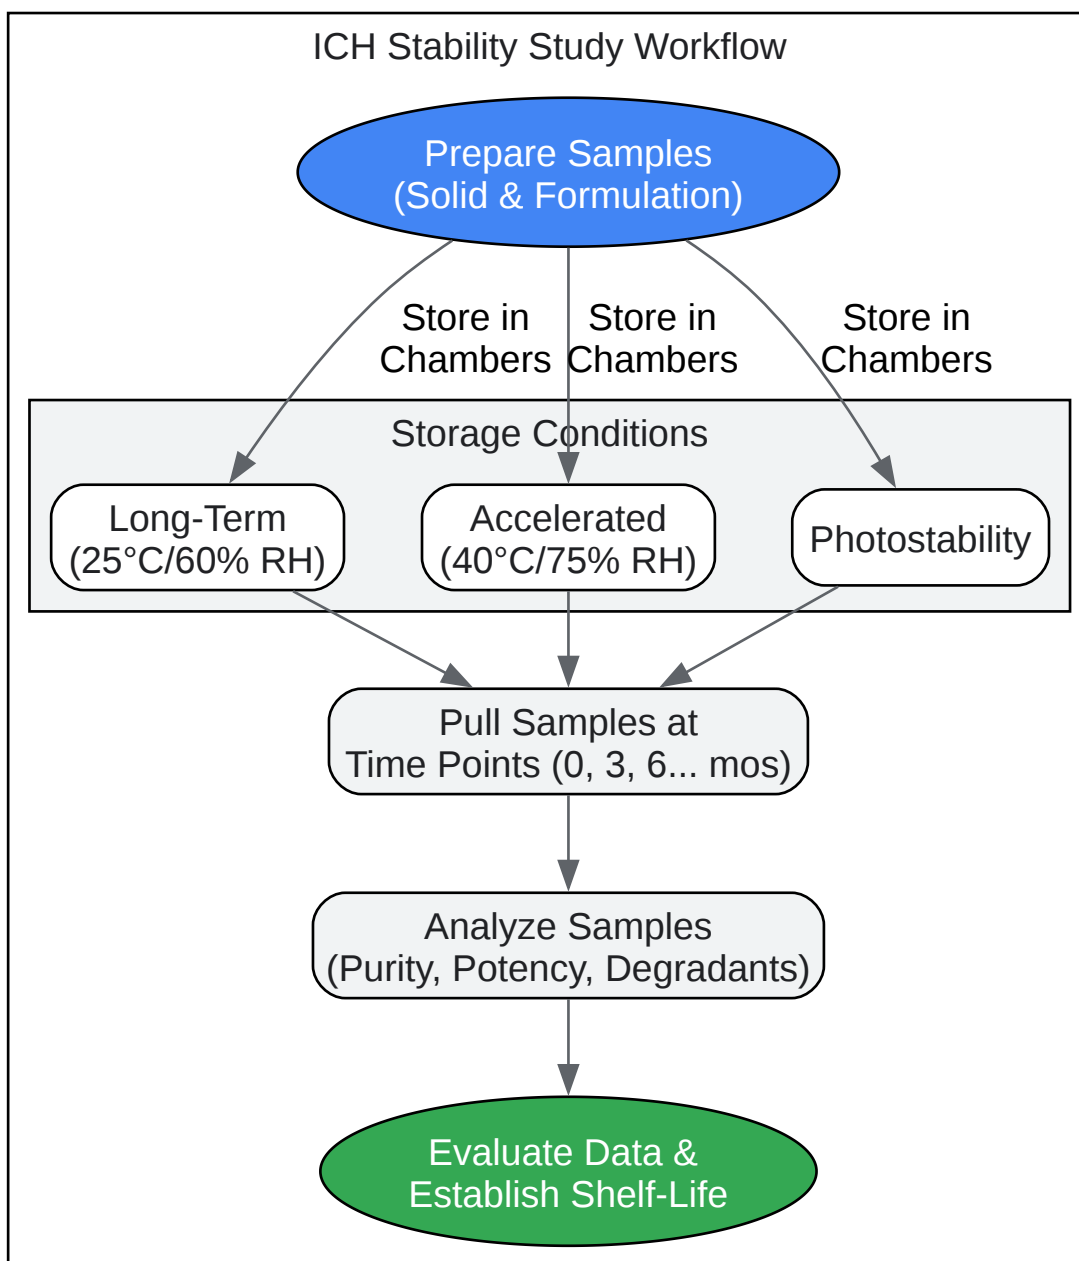 ICH Stability Study Workflow
Prepare Samples
(Solid & Formulation)
Store in
Chambers
Store in
Chambers
Store in
Chambers
Storage Conditions
Long-Term
(25°C/60% RH)
Accelerated
(40°C/75% RH)
Photostability
Pull Samples at
Time Points (0, 3, 6... mos)
Analyze Samples
(Purity, Potency, Degradants)
Evaluate Data &
Establish Shelf-Life